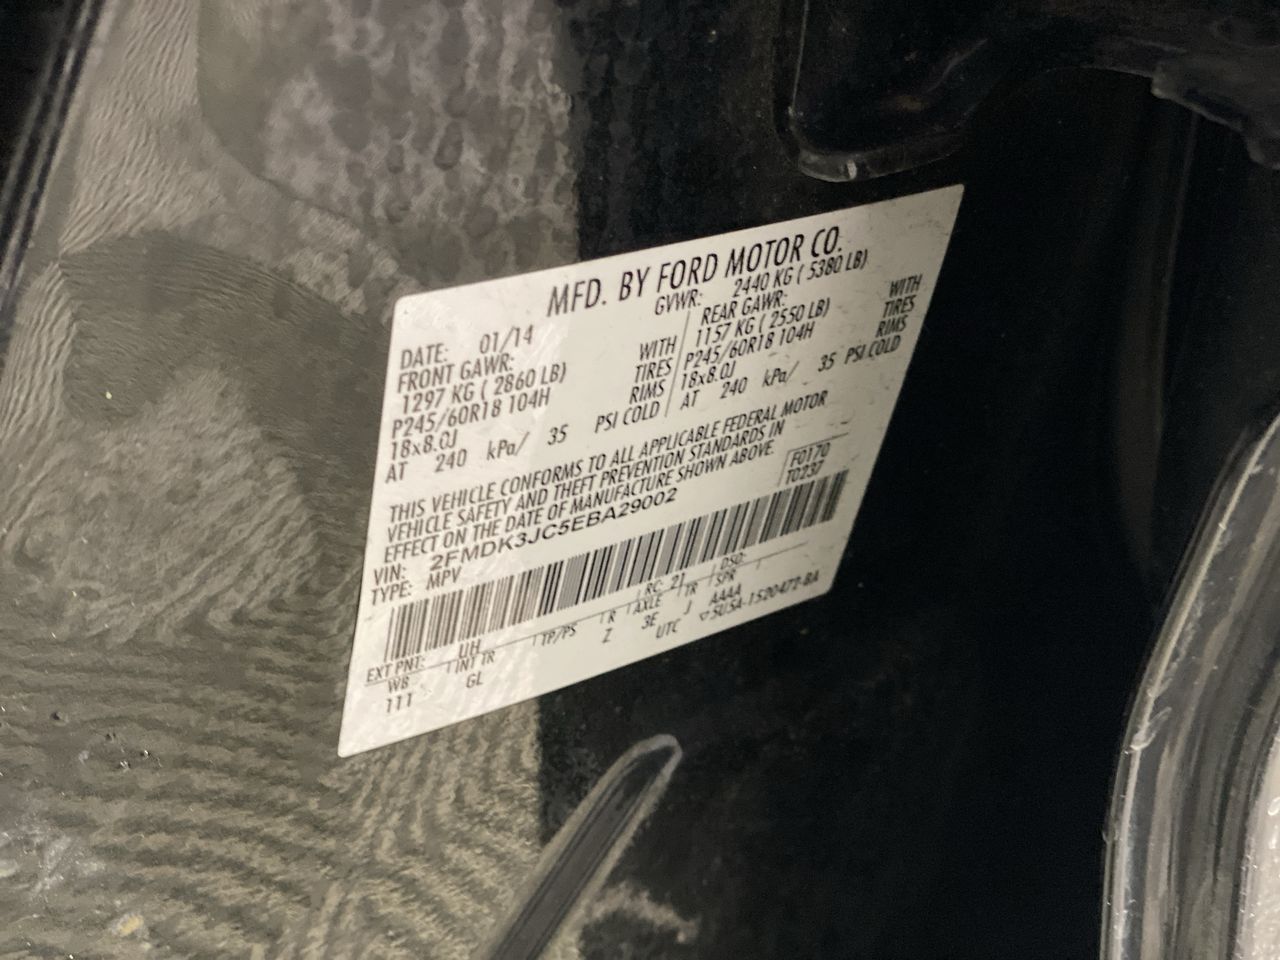 MFD. BY FORD MOTOR CO.
DATE: 01/14 GVWR: 2440 KG ( 5380 LB)
FRONT GAWR: REAR GAWR:
1297 KG ( 2860 LB) WITH 1157 KG ( 2550 LB) WITH
P245/60R18 104H TIRES P245/60R18 104H TIRES
18x8.0J RIMS 18x8.0J RIMS
AT 240 kPa/ 35 PSI COLD AT 240 kPa/ 35 PSI COLD
THIS VEHICLE CONFORMS TO ALL APPLICABLE FEDERAL MOTOR
VEHICLE SAFETY AND THEFT PREVENTION STANDARDS IN
EFFECT ON THE DATE OF MANUFACTURE SHOWN ABOVE.
VIN: 2FMDK3JC5EBA29002 F0170
TYPE: MPV T0237
EXT PNT: UH RC: 21 DSO:
WB INT TR TP/PS R AXLE TR SPR
111 GL Z 3E J AAAA
UTC ▽5U5A-1520472-BA